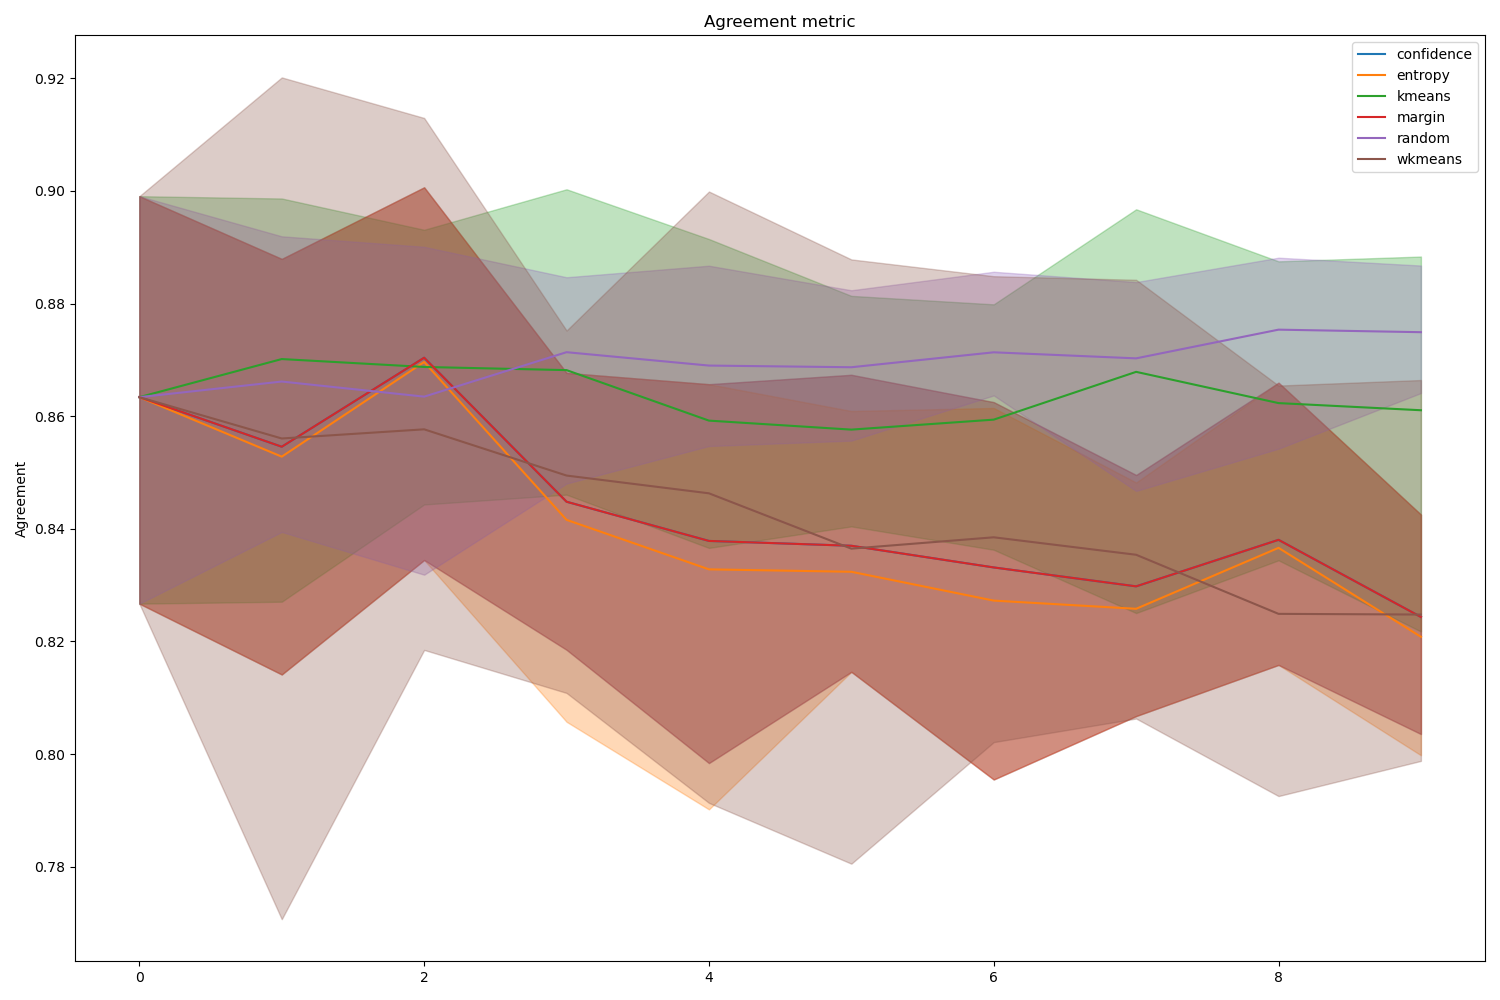 Agreement metric
confidence
entropy
kmeans
margin
random
wkmeans
Agreement
0.92
0.90
0.88
0.86
0.84
0.82
0.80
0.78
0 2 4 6 8